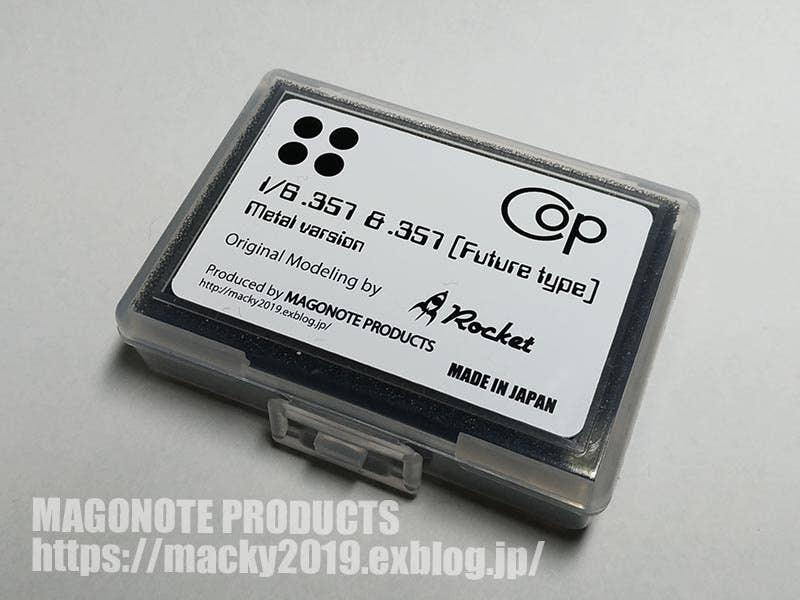 Cop
1/6 .357 & .357 [Future type]
Metal varsion
Original Modeling by
Rocket
Produced by MAGONOTE PRODUCTS
http://macky2019.exblog.jp/
MADE IN JAPAN
MAGONOTE PRODUCTS
https://macky2019.exblog.jp/